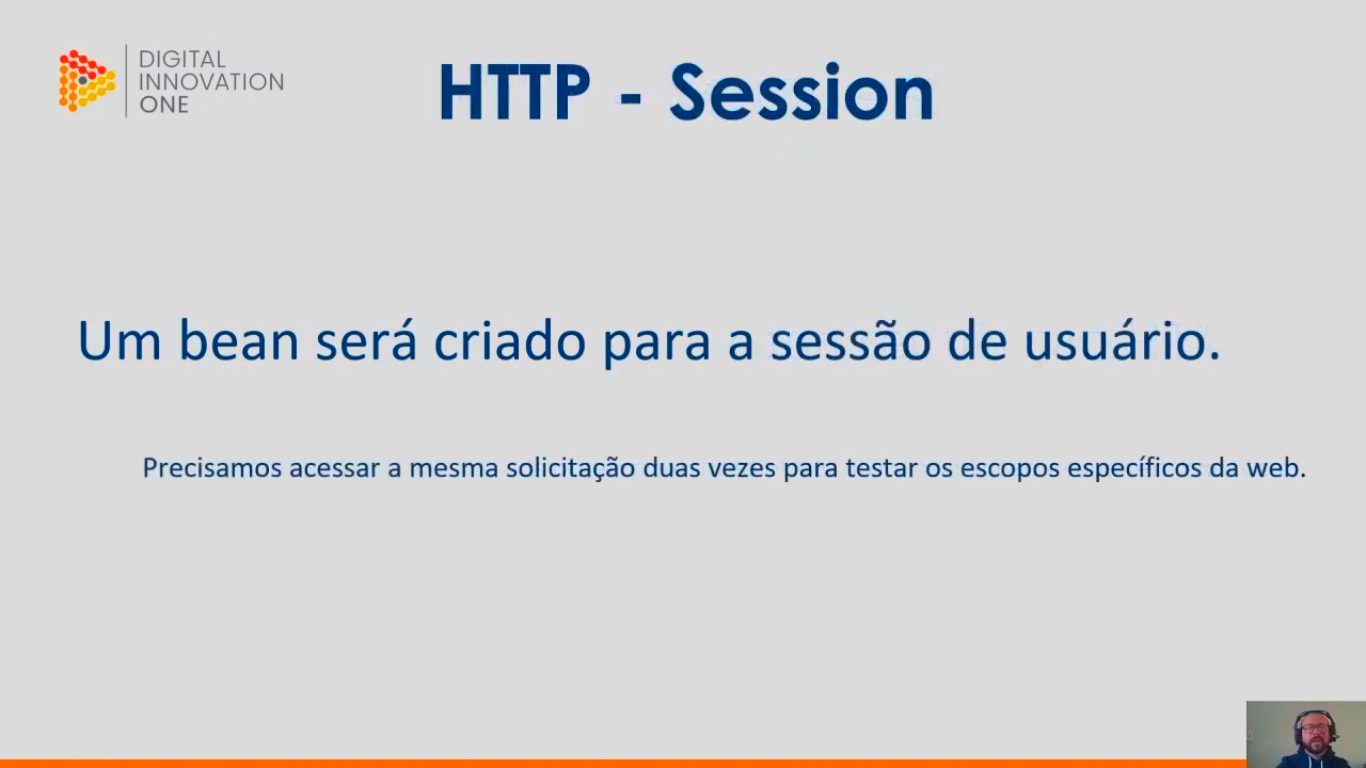 DIGITAL
INNOVATION
ONE
HTTP - Session
Um bean será criado para a sessão de usuário.
Precisamos acessar a mesma solicitação duas vezes para testar os escopos específicos da web.